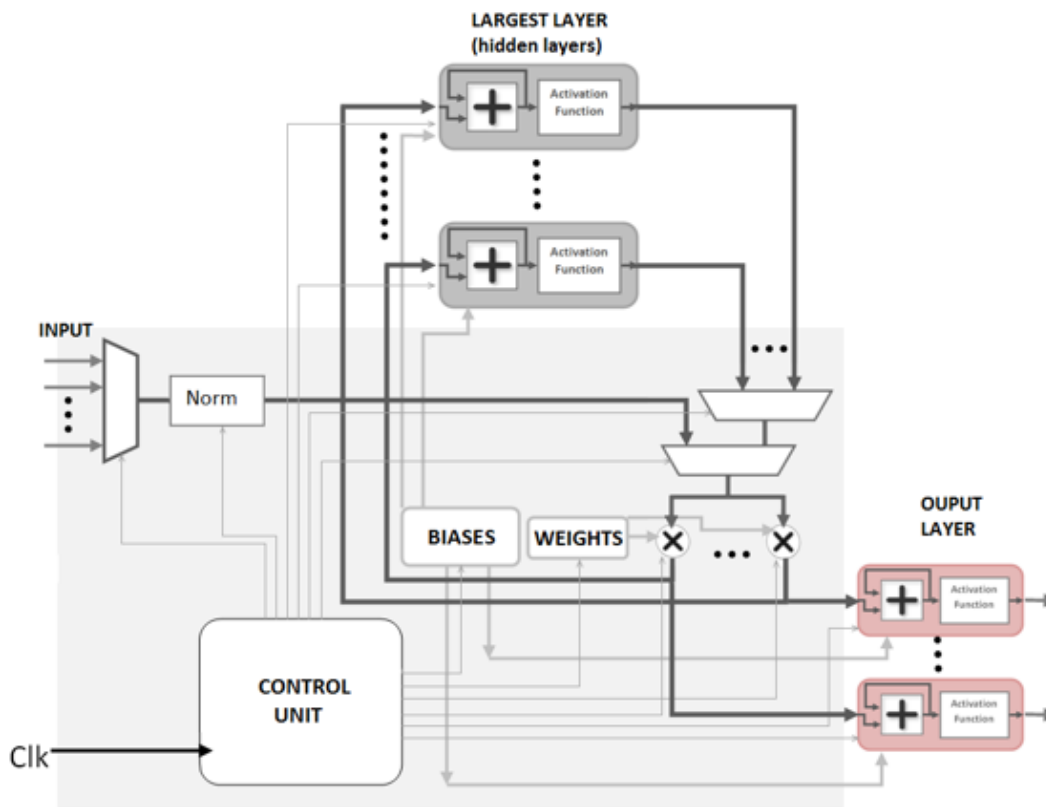 LARGEST LAYER
(hidden layers)
Activation
Function
Activation
Function
INPUT
Norm
BIASES
WEIGHTS
OUPUT
LAYER
Activation
Function
CONTROL
UNIT
Activation
Function
Clk